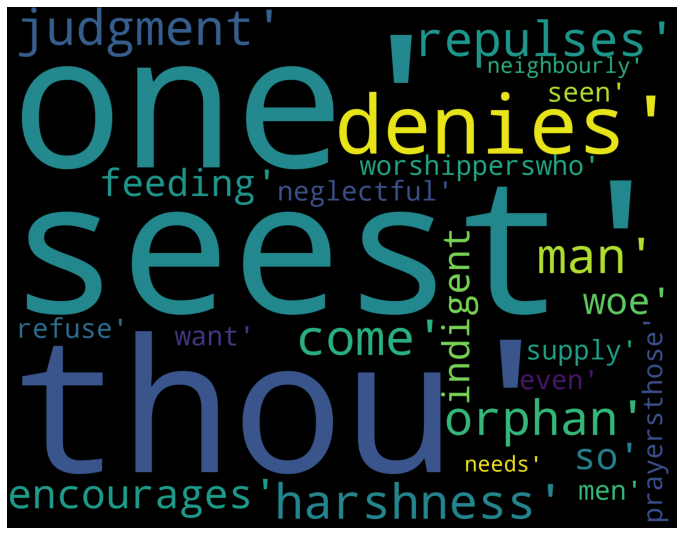 judgment'
repulses'
neighbourly'
one'
seen'
denies'
worshipperswho'
feeding'
neglectful'
seest'
man'
indigent
woe'
refuse'
want'
come'
supply'
even'
thou'
prayersthose'
orphan'
so'
needs'
encourages'
harshness'
men'